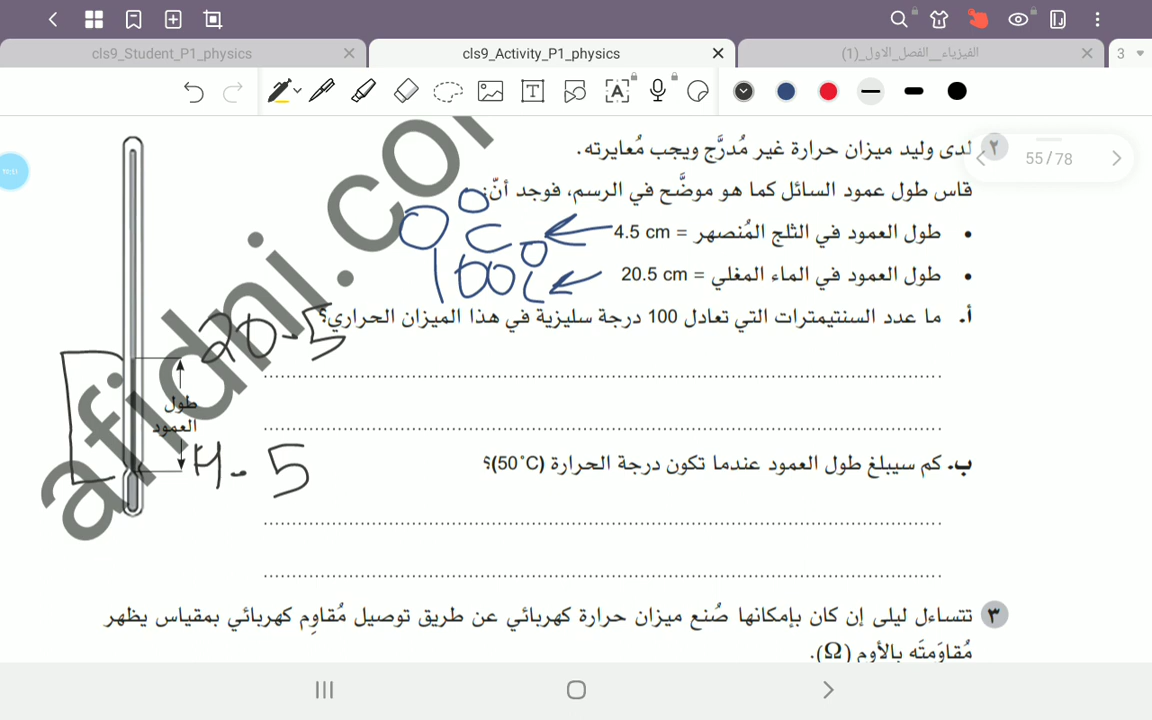 cls9_Student_P1_physics
cls9_Activity_P1_physics
الفيزياء__الفصل_الاول_(1)
3
55/78
٢ لدى وليد ميزان حرارة غير مُدرَّج ويجب مُعايرته.
قاس طول عمود السائل كما هو موضَّح في الرسم، فوجد أنّ:
• طول العمود في الثلج المُنصهر = 4.5 cm
0°C
• طول العمود في الماء المغلي = 20.5 cm
100°C
أ. ما عدد السنتيمترات التي تعادل 100 درجة سليزية في هذا الميزان الحراري؟
20.5
طول
العمود
4.5
ب. كم سيبلغ طول العمود عندما تكون درجة الحرارة (50˚C)؟
٣ تتساءل ليلى إن كان بإمكانها صُنع ميزان حرارة كهربائي عن طريق توصيل مُقاوِم كهربائي بمقياس يظهر
مُقاوَمتَه بالأوم (Ω).
afidni.co